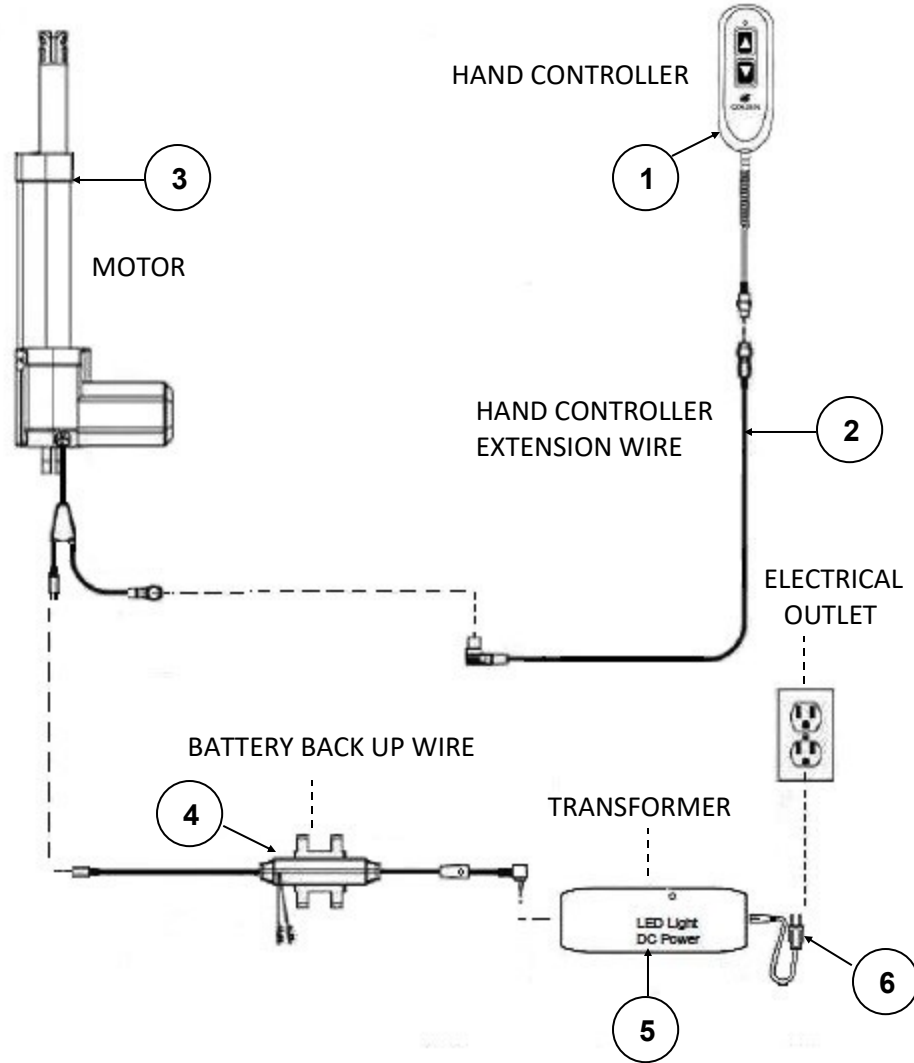 HAND CONTROLLER
GOLDEN
1
3
MOTOR
HAND CONTROLLER
EXTENSION WIRE
2
ELECTRICAL
OUTLET
BATTERY BACK UP WIRE
4
TRANSFORMER
LED Light
DC Power
6
5